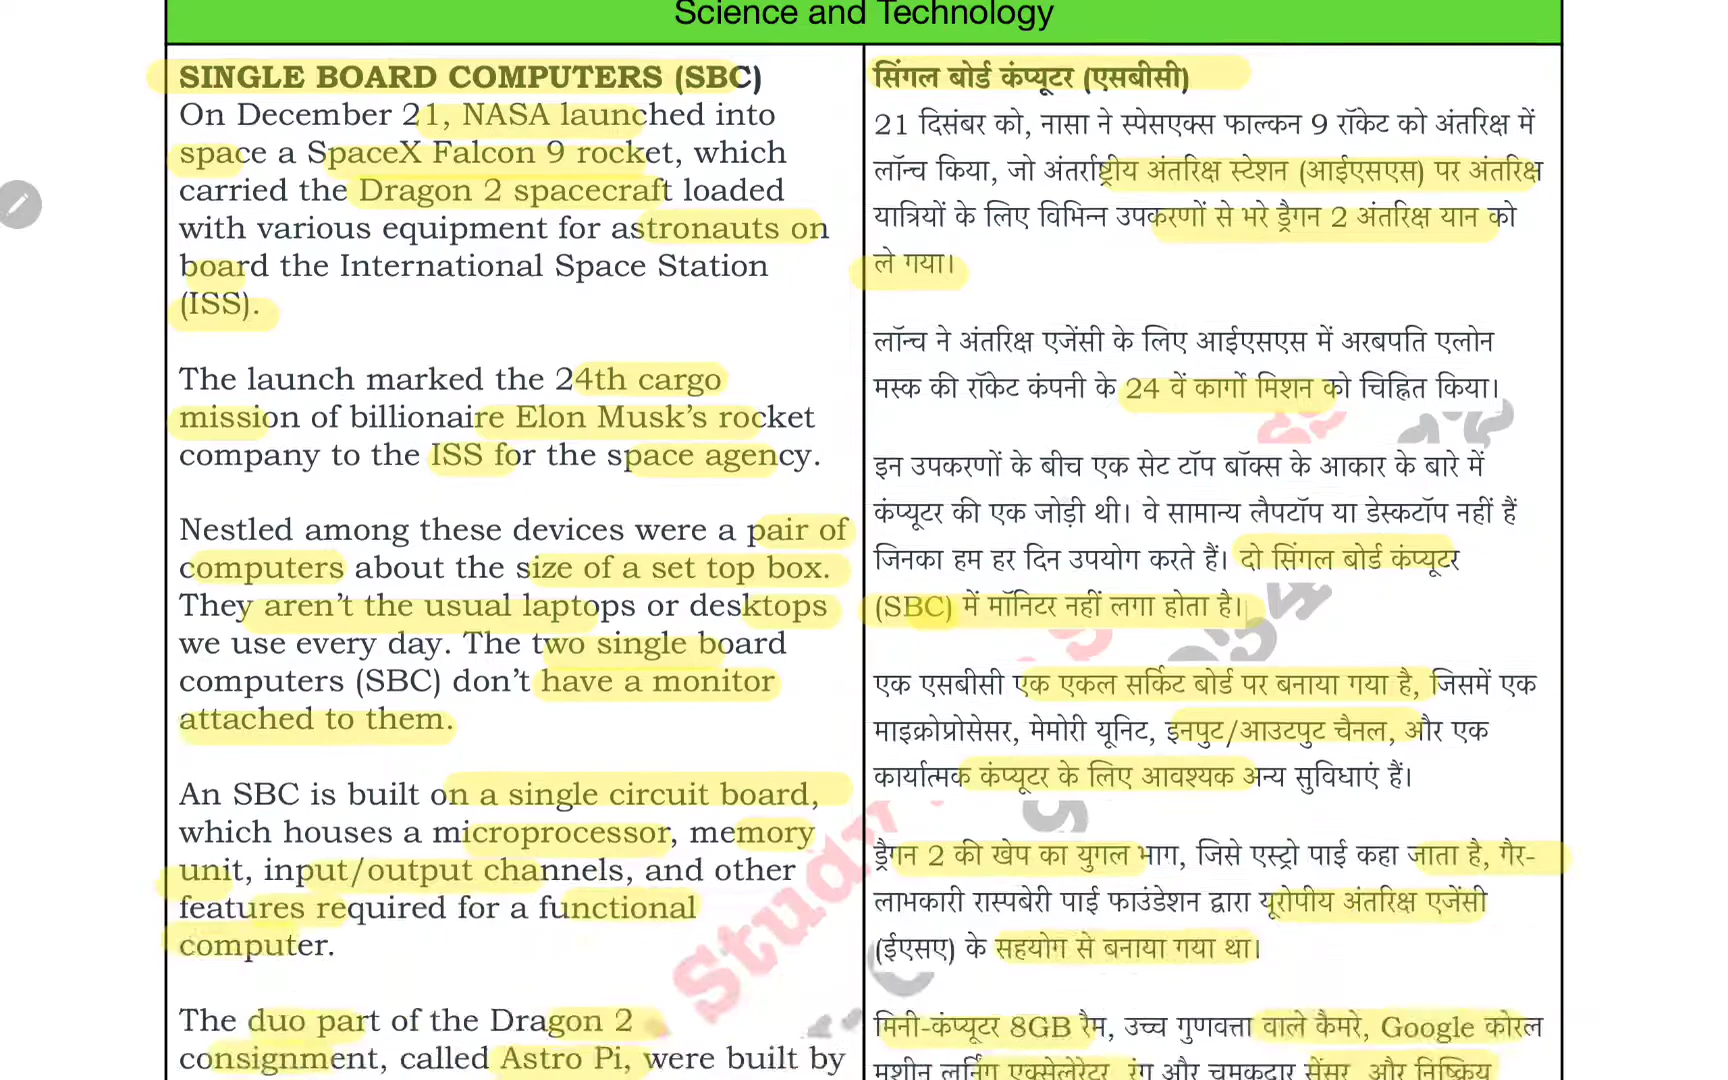 Science and Technology
SINGLE BOARD COMPUTERS (SBC)
On December 21, NASA launched into
space a SpaceX Falcon 9 rocket, which
carried the Dragon 2 spacecraft loaded
with various equipment for astronauts on
board the International Space Station
(ISS).
The launch marked the 24th cargo
mission of billionaire Elon Musk’s rocket
company to the ISS for the space agency.
Nestled among these devices were a pair of
computers about the size of a set top box.
They aren’t the usual laptops or desktops
we use every day. The two single board
computers (SBC) don’t have a monitor
attached to them.
An SBC is built on a single circuit board,
which houses a microprocessor, memory
unit, input/output channels, and other
features required for a functional
computer.
The duo part of the Dragon 2
consignment, called Astro Pi, were built by
सिंगल बोर्ड कंप्यूटर (एसबीसी)
21 दिसंबर को, नासा ने स्पेसएक्स फाल्कन 9 रॉकेट को अंतरिक्ष में
लॉन्च किया, जो अंतर्राष्ट्रीय अंतरिक्ष स्टेशन (आईएसएस) पर अंतरिक्ष
यात्रियों के लिए विभिन्न उपकरणों से भरे ड्रैगन 2 अंतरिक्ष यान को
ले गया।
लॉन्च ने अंतरिक्ष एजेंसी के लिए आईएसएस में अरबपति एलोन
मस्क की रॉकेट कंपनी के 24 वें कार्गो मिशन को चिह्नित किया।
इन उपकरणों के बीच एक सेट टॉप बॉक्स के आकार के बारे में
कंप्यूटर की एक जोड़ी थी। वे सामान्य लैपटॉप या डेस्कटॉप नहीं हैं
जिनका हम हर दिन उपयोग करते हैं। दो सिंगल बोर्ड कंप्यूटर
(SBC) में मॉनिटर नहीं लगा होता है।
एक एसबीसी एक एकल सर्किट बोर्ड पर बनाया गया है, जिसमें एक
माइक्रोप्रोसेसर, मेमोरी यूनिट, इनपुट/आउटपुट चैनल, और एक
कार्यात्मक कंप्यूटर के लिए आवश्यक अन्य सुविधाएं हैं।
ड्रैगन 2 की खेप का युगल भाग, जिसे एस्ट्रो पाई कहा जाता है, गैर-
लाभकारी रास्पबेरी पाई फाउंडेशन द्वारा यूरोपीय अंतरिक्ष एजेंसी
(ईएसए) के सहयोग से बनाया गया था।
मिनी-कंप्यूटर 8GB रैम, उच्च गुणवत्ता वाले कैमरे, Google कोरल
मशीन लर्निंग एक्सेलेरेटर, रंग और चमकदार सेंसर, और निष्क्रिय
Study